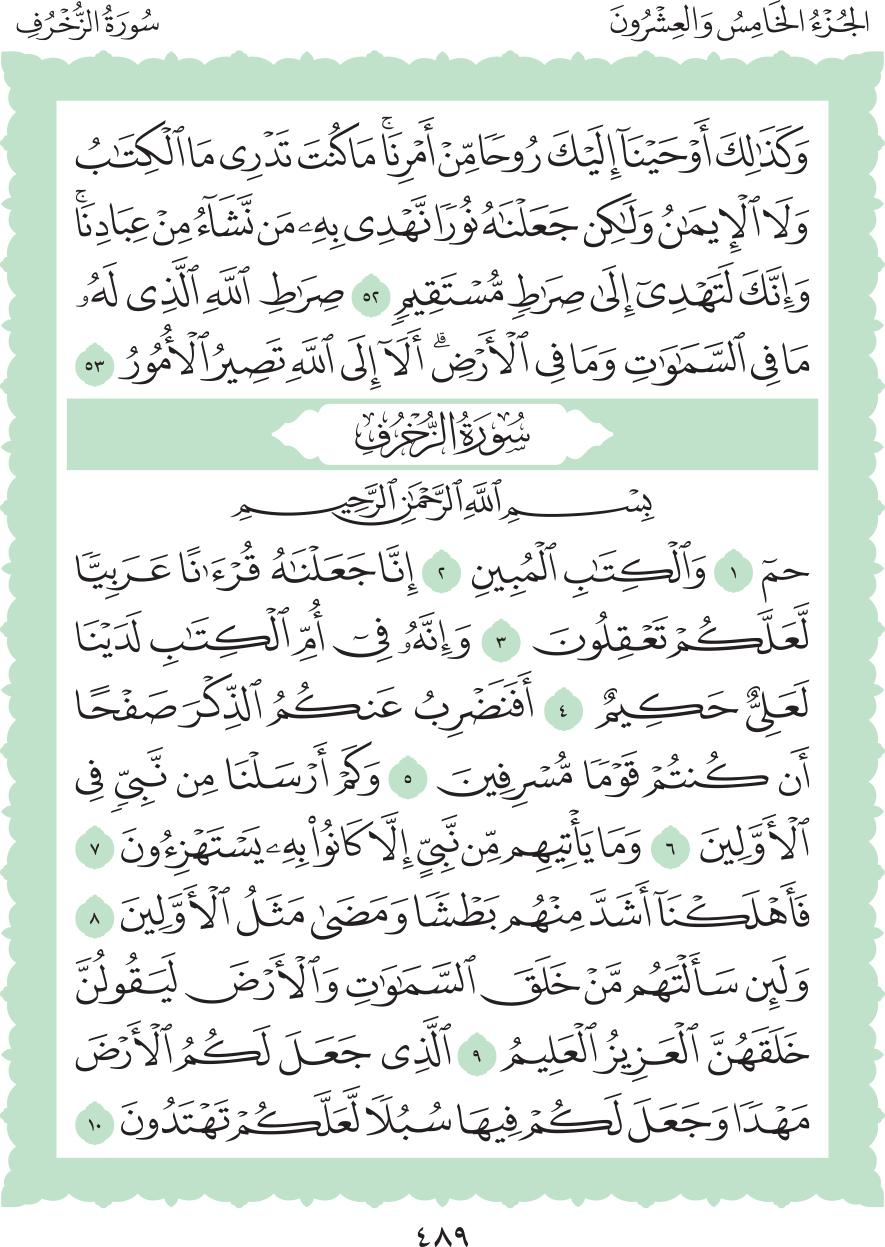 الجُزْءُ الخَامِسُ وَالعِشْرُونَ
سُورَةُ الزُّخْرُفِ
وَكَذَٰلِكَ أَوْحَيْنَآ إِلَيْكَ رُوحًا مِّنْ أَمْرِنَاۚ مَا كُنتَ تَدْرِى مَا ٱلْكِتَٰبُ
وَلَا ٱلْإِيمَٰنُ وَلَٰكِن جَعَلْنَٰهُ نُورًا نَّهْدِى بِهِۦ مَن نَّشَآءُ مِنْ عِبَادِنَاۚ
وَإِنَّكَ لَتَهْدِىٓ إِلَىٰ صِرَٰطٍ مُّسْتَقِيمٍ ٥٢ صِرَٰطِ ٱللَّهِ ٱلَّذِى لَهُۥ
مَا فِى ٱلسَّمَٰوَٰتِ وَمَا فِى ٱلْأَرْضِۗ أَلَآ إِلَى ٱللَّهِ تَصِيرُ ٱلْأُمُورُ ٥٣
سُورَةُ الزُّخْرُفِ
بِسْمِ ٱللَّهِ ٱلرَّحْمَٰنِ ٱلرَّحِيمِ
حمٓ ١ وَٱلْكِتَٰبِ ٱلْمُبِينِ ٢ إِنَّا جَعَلْنَٰهُ قُرْءَٰنًا عَرَبِيًّا
لَّعَلَّكُمْ تَعْقِلُونَ ٣ وَإِنَّهُۥ فِىٓ أُمِّ ٱلْكِتَٰبِ لَدَيْنَا
لَعَلِىٌّ حَكِيمٌ ٤ أَفَنَضْرِبُ عَنكُمُ ٱلذِّكْرَ صَفْحًا
أَن كُنتُمْ قَوْمًا مُّسْرِفِينَ ٥ وَكَمْ أَرْسَلْنَا مِن نَّبِىٍّ فِى
ٱلْأَوَّلِينَ ٦ وَمَا يَأْتِيهِم مِّن نَّبِىٍّ إِلَّا كَانُوا۟ بِهِۦ يَسْتَهْزِءُونَ ٧
فَأَهْلَكْنَآ أَشَدَّ مِنْهُم بَطْشًا وَمَضَىٰ مَثَلُ ٱلْأَوَّلِينَ ٨
وَلَئِن سَأَلْتَهُم مَّنْ خَلَقَ ٱلسَّمَٰوَٰتِ وَٱلْأَرْضَ لَيَقُولُنَّ
خَلَقَهُنَّ ٱلْعَزِيزُ ٱلْعَلِيمُ ٩ ٱلَّذِى جَعَلَ لَكُمُ ٱلْأَرْضَ
مَهْدًا وَجَعَلَ لَكُمْ فِيهَا سُبُلًا لَّعَلَّكُمْ تَهْتَدُونَ ١٠
٤٨٩